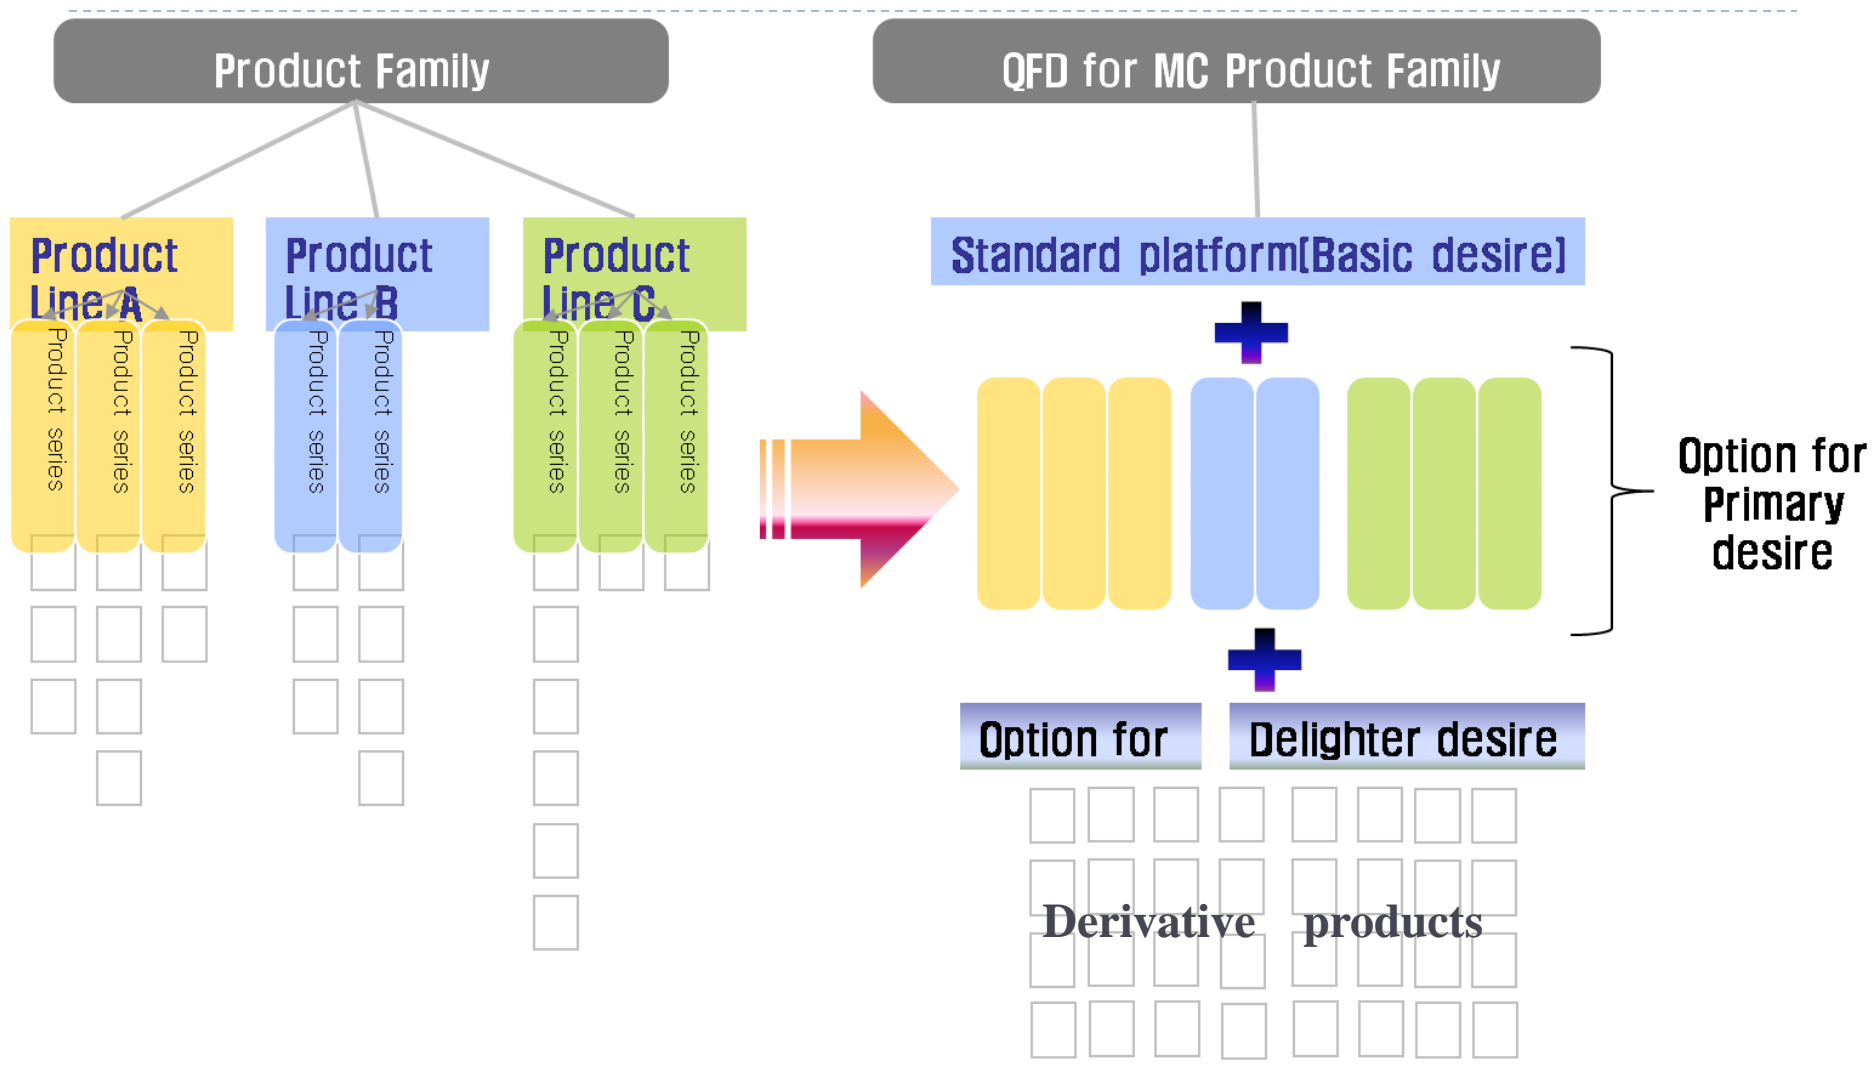 Product Family
QFD for MC Product Family
Product
Line A
Product
Line B
Product
Line C
Standard platform(Basic desire)
Product series
Product series
Product series
Product series
Product series
Product series
Product series
Product series
Option for
Primary
desire
Option for
Delighter desire
Derivative products